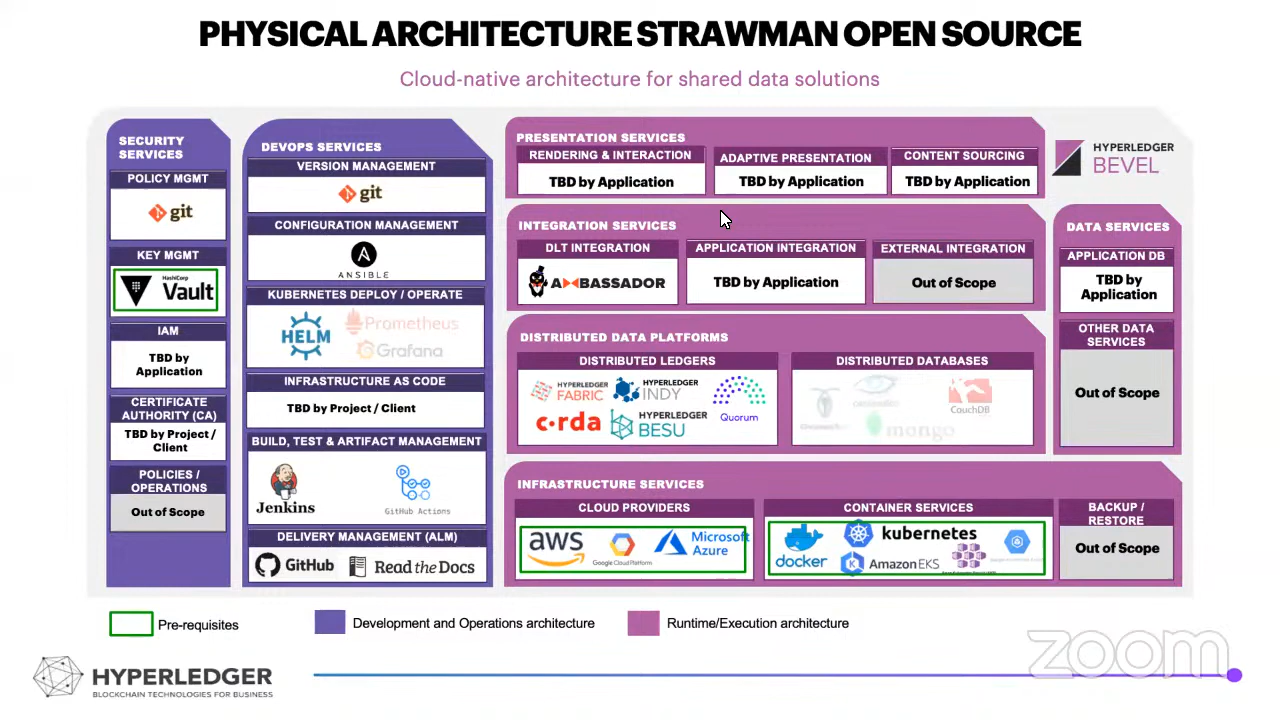 PHYSICAL ARCHITECTURE STRAWMAN OPEN SOURCE
Cloud-native architecture for shared data solutions
SECURITY
SERVICES
POLICY MGMT
git
KEY MGMT
HashiCorp
Vault
IAM
TBD by
Application
CERTIFICATE
AUTHORITY (CA)
TBD by Project /
Client
POLICIES /
OPERATIONS
Out of Scope
DEVOPS SERVICES
VERSION MANAGEMENT
git
CONFIGURATION MANAGEMENT
ANSIBLE
KUBERNETES DEPLOY / OPERATE
HELM
Prometheus
Grafana
INFRASTRUCTURE AS CODE
TBD by Project / Client
BUILD, TEST & ARTIFACT MANAGEMENT
Jenkins
GitHub Actions
DELIVERY MANAGEMENT (ALM)
GitHub
Read the Docs
PRESENTATION SERVICES
RENDERING & INTERACTION
TBD by Application
ADAPTIVE PRESENTATION
TBD by Application
CONTENT SOURCING
TBD by Application
HYPERLEDGER
BEVEL
INTEGRATION SERVICES
DLT INTEGRATION
AMBASSADOR
APPLICATION INTEGRATION
TBD by Application
EXTERNAL INTEGRATION
Out of Scope
DATA SERVICES
APPLICATION DB
TBD by
Application
OTHER DATA
SERVICES
Out of Scope
DISTRIBUTED DATA PLATFORMS
DISTRIBUTED LEDGERS
HYPERLEDGER
FABRIC
HYPERLEDGER
INDY
Quorum
c·rda
HYPERLEDGER
BESU
DISTRIBUTED DATABASES
CouchDB
mongo
INFRASTRUCTURE SERVICES
CLOUD PROVIDERS
aws
Google Cloud Platform
Microsoft
Azure
CONTAINER SERVICES
docker
kubernetes
Amazon EKS
BACKUP /
RESTORE
Out of Scope
Pre-requisites
Development and Operations architecture
Runtime/Execution architecture
HYPERLEDGER
BLOCKCHAIN TECHNOLOGIES FOR BUSINESS
zoom